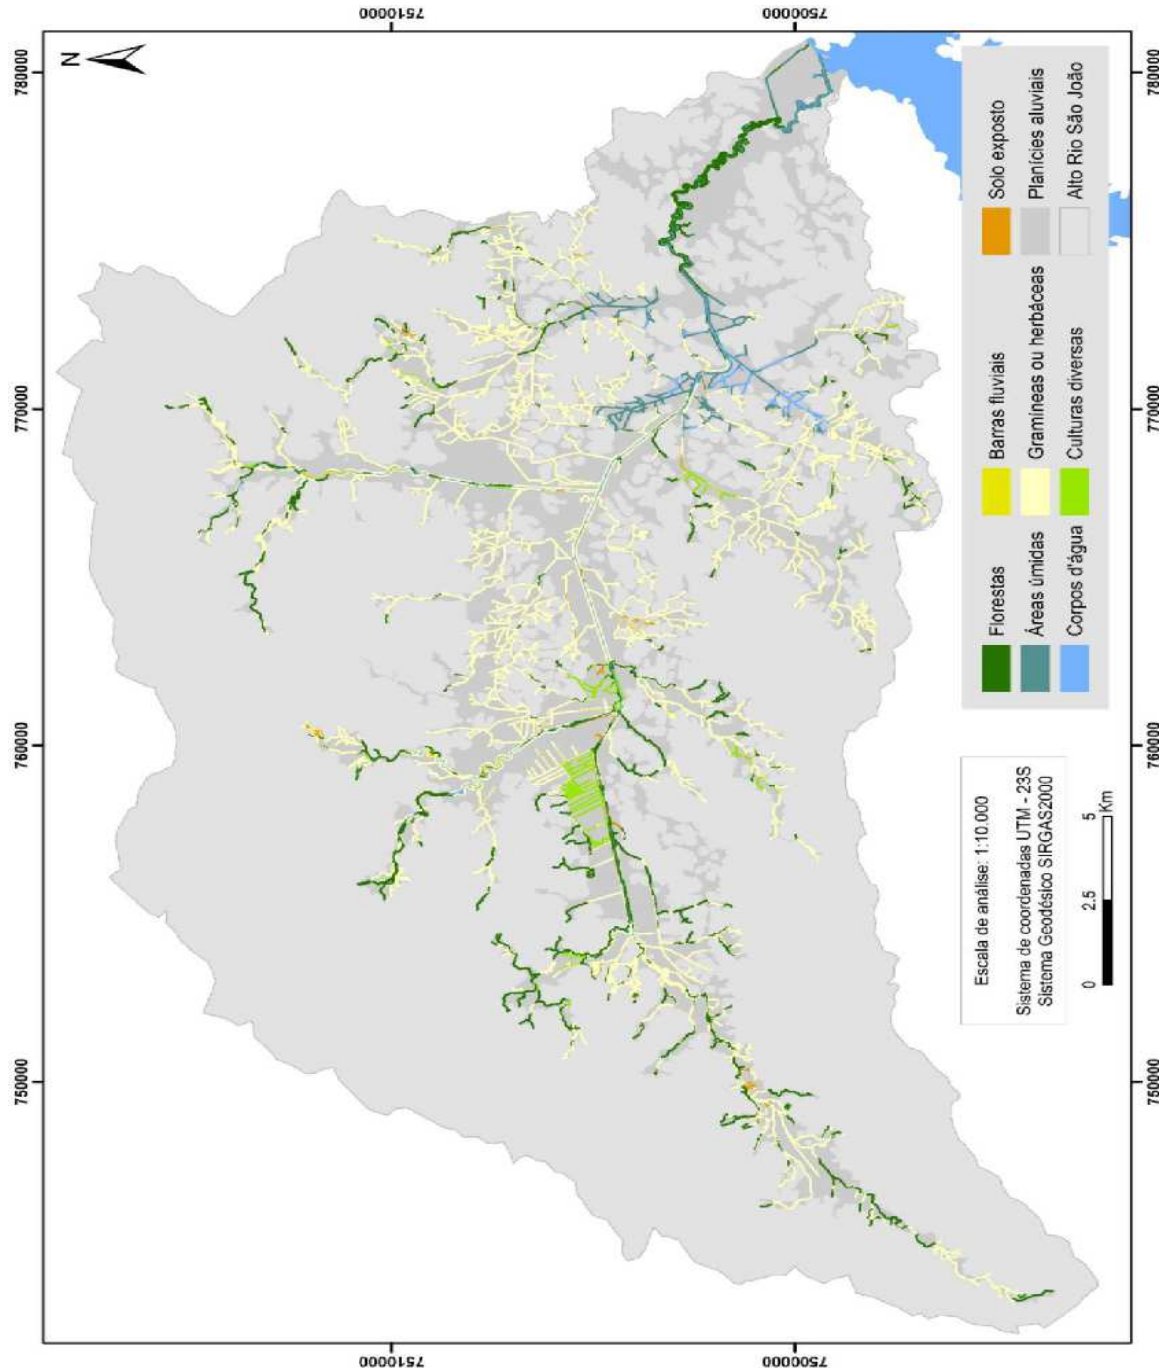 750000
760000
770000
780000
N
7510000
7510000
7500000
7500000
Escala de análise: 1:10.000
Sistema de coordenadas UTM - 23S
Sistema Geodésico SIRGAS2000
0 2.5 5
Km
Florestas
Barras fluviais
Solo exposto
Áreas úmidas
Gramíneas ou herbáceas
Planícies aluviais
Corpos d'água
Culturas diversas
Alto Rio São João
750000
760000
770000
780000